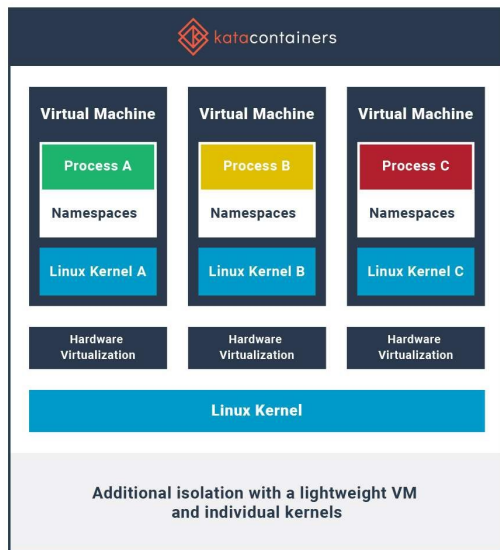 katacontainers
Virtual Machine Virtual Machine Virtual Machine
Process A Process B Process C
Namespaces Namespaces Namespaces
Linux Kernel A Linux Kernel B Linux Kernel C
Hardware Hardware Hardware
Virtualization Virtualization Virtualization
Linux Kernel
Additional isolation with a lightweight VM
and individual kernels